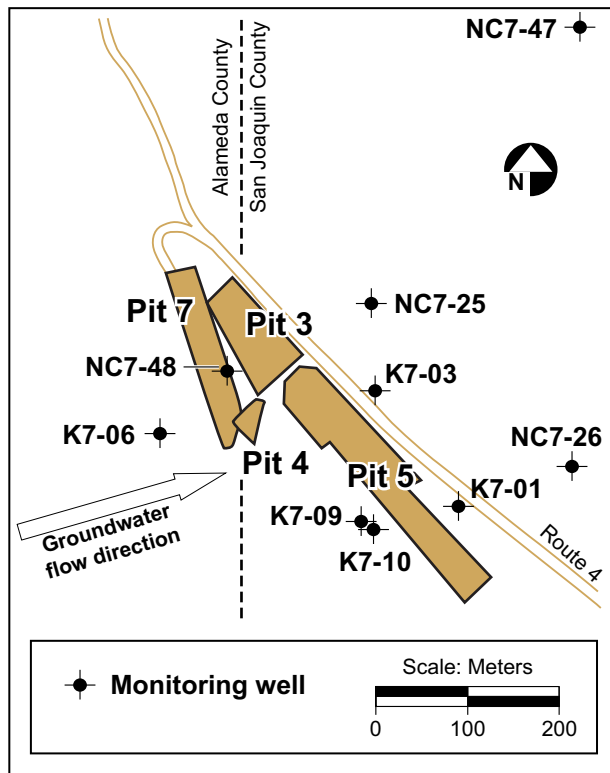 NC7-47
Alameda County
San Joaquin County
N
NC7-25
Pit 7
Pit 3
NC7-48
K7-03
K7-06
NC7-26
Pit 4
Pit 5
K7-01
K7-09
Groundwater
flow direction
K7-10
Route 4
Monitoring well
Scale: Meters
0 100 200